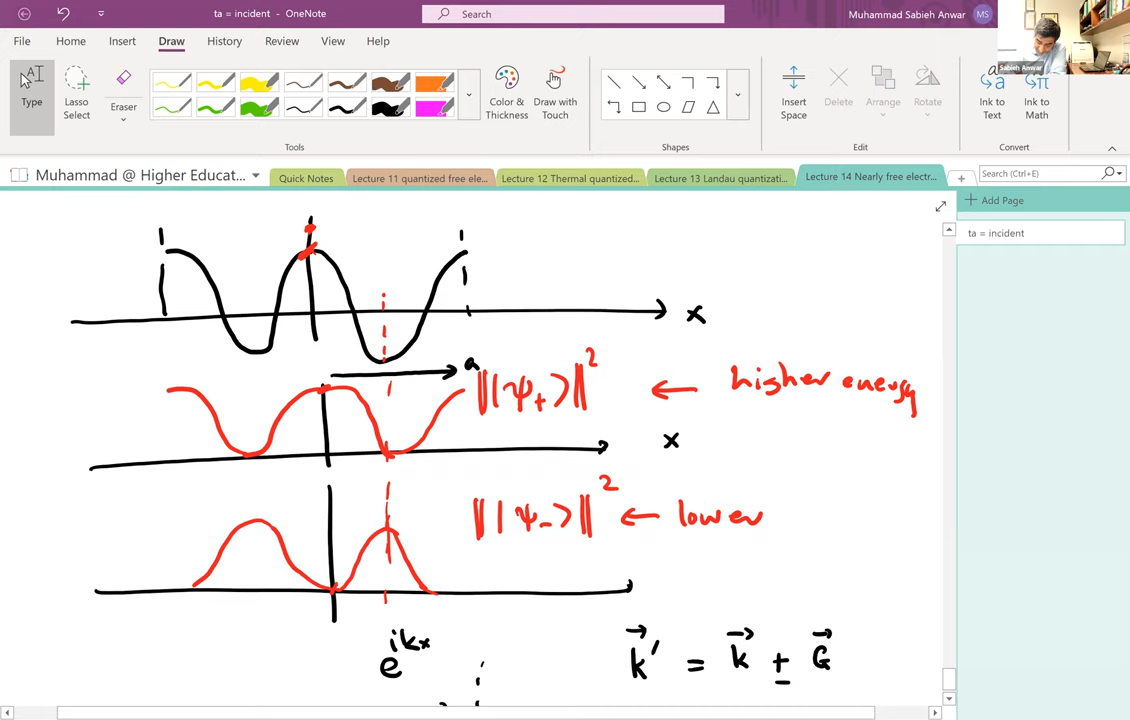 ta = incident - OneNote
Search
Muhammad Sabieh Anwar
MS
File Home Insert Draw History Review View Help
Sabieh Anwar
Type
Lasso Select
Eraser
Color & Thickness
Draw with Touch
Insert Space
Delete
Arrange
Rotate
Ink to Text
Ink to Math
Tools
Shapes
Edit
Convert
Muhammad @ Higher Educat...
Quick Notes
Lecture 11 quantized free ele...
Lecture 12 Thermal quantized...
Lecture 13 Landau quantizati...
Lecture 14 Nearly free electr...
Search (Ctrl+E)
Add Page
ta = incident
x
a
‖|ψ₊⟩‖² ← higher energy
x
‖|ψ₋⟩‖² ← lower
e^{ikx}
k⃗' = k⃗ ± G⃗